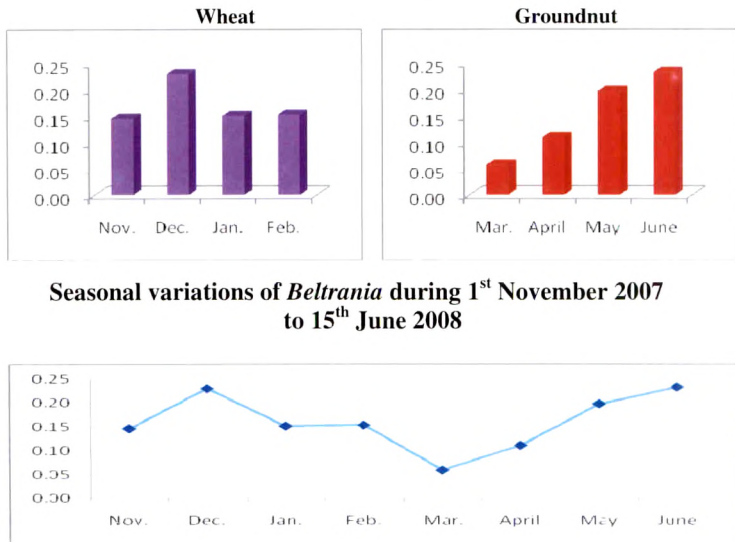 Wheat
0.25
0.20
0.15
0.10
0.05
0.00
Nov. Dec. Jan. Feb.
Groundnut
0.25
0.20
0.15
0.10
0.05
0.00
Mar. April May June
Seasonal variations of Beltrania during 1st November 2007
to 15th June 2008
0.25
0.20
0.15
0.10
0.05
0.00
Nov. Dec. Jan. Feb. Mar. April May June